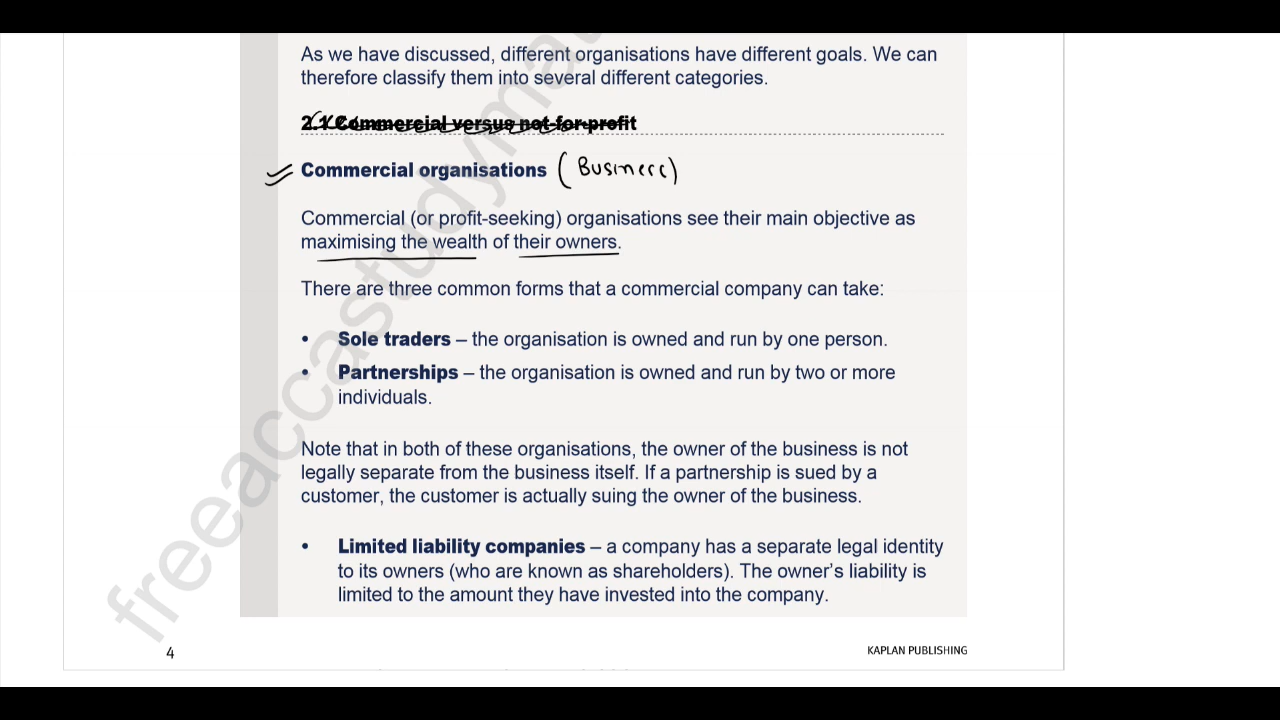 As we have discussed, different organisations have different goals. We can
therefore classify them into several different categories.
2.1 Commercial versus not-for-profit
Commercial organisations (Business)
Commercial (or profit-seeking) organisations see their main objective as
maximising the wealth of their owners.
There are three common forms that a commercial company can take:
• Sole traders – the organisation is owned and run by one person.
• Partnerships – the organisation is owned and run by two or more
individuals.
Note that in both of these organisations, the owner of the business is not
legally separate from the business itself. If a partnership is sued by a
customer, the customer is actually suing the owner of the business.
• Limited liability companies – a company has a separate legal identity
to its owners (who are known as shareholders). The owner's liability is
limited to the amount they have invested into the company.
4 KAPLAN PUBLISHING